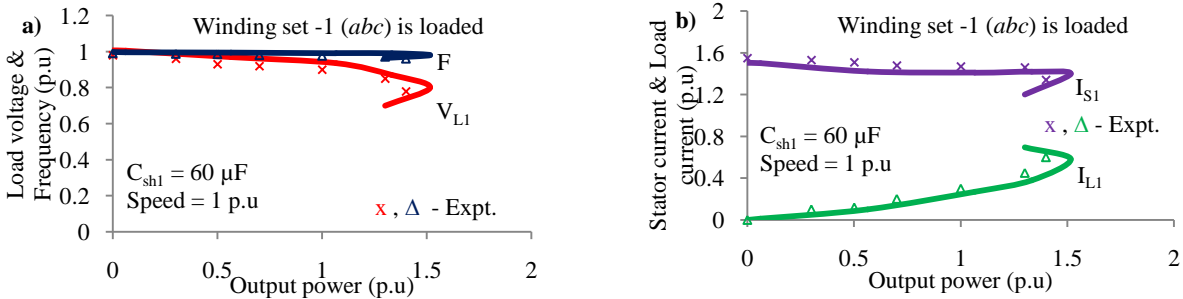 a)
Winding set -1 (abc) is loaded
Load voltage &
Frequency (p.u)
1.2
1
0.8
0.6
0.4
0.2
0
F
V_L1
C_sh1 = 60 µF
Speed = 1 p.u
x , Δ - Expt.
0 0.5 1 1.5 2
Output power (p.u)
b)
Winding set -1 (abc) is loaded
Stator current & Load
current (p.u)
2
1.6
1.2
0.8
0.4
0
I_S1
x , Δ - Expt.
C_sh1 = 60 µF
Speed = 1 p.u
I_L1
0 0.5 1 1.5 2
Output power (p.u)